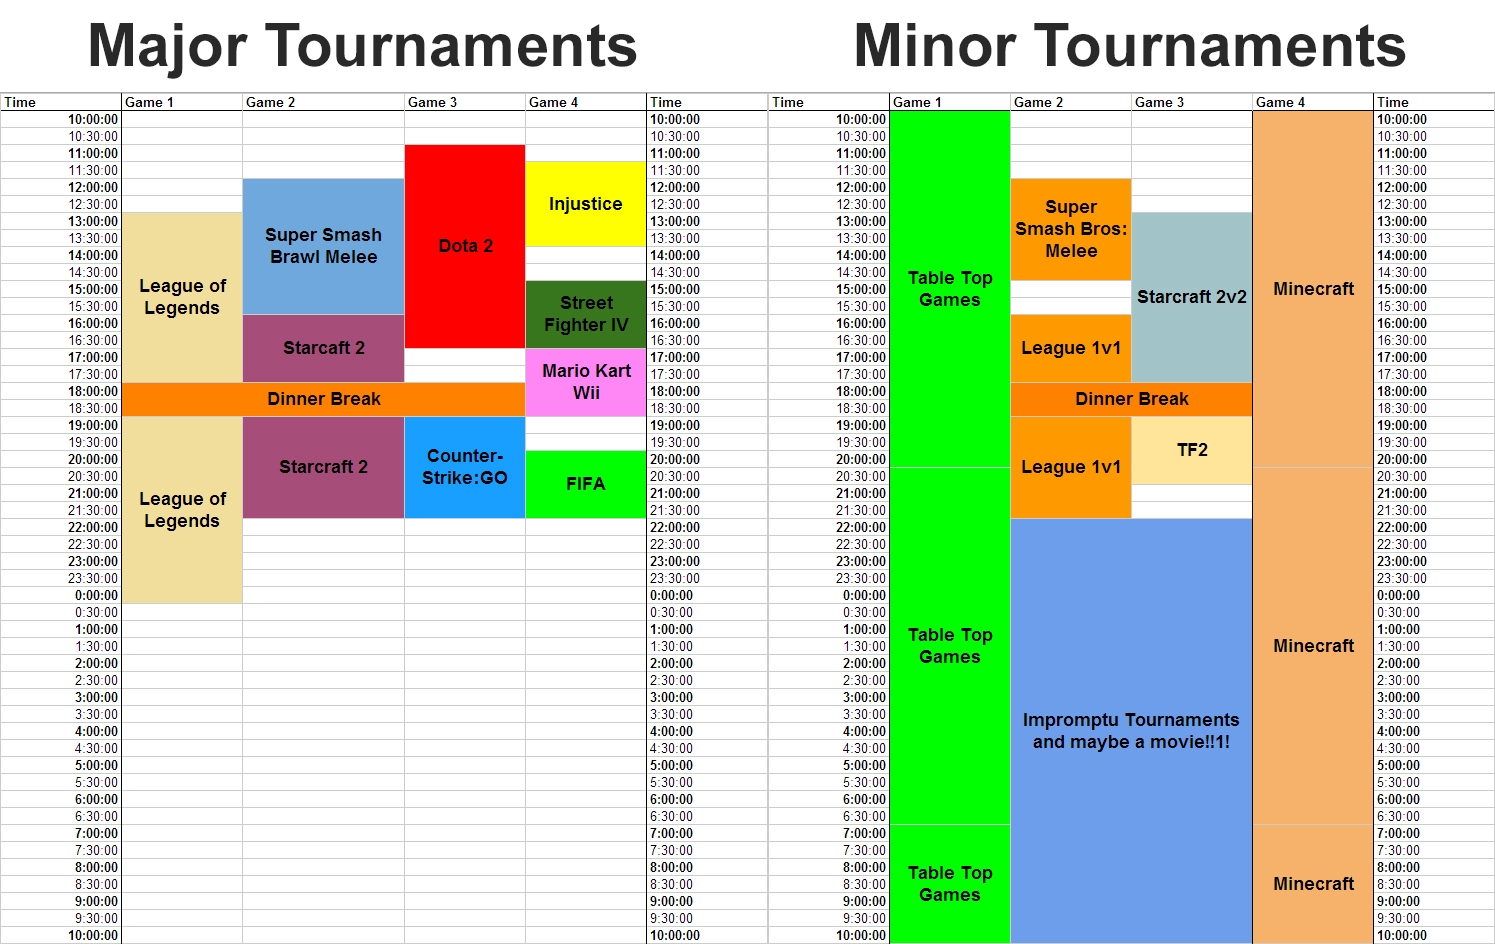 Major Tournaments Minor Tournaments
Time Game 1 Game 2 Game 3 Game 4 Time Time Game 1 Game 2 Game 3 Game 4 Time
10:00:00 10:00:00 10:00:00 10:00:00
10:30:00 10:30:00 10:30:00 10:30:00
11:00:00 11:00:00 11:00:00 11:00:00
11:30:00 11:30:00 11:30:00 11:30:00
12:00:00 12:00:00 12:00:00 12:00:00
12:30:00 Injustice 12:30:00 12:30:00 Super 12:30:00
13:00:00 13:00:00 13:00:00 Smash Bros: 13:00:00
13:30:00 Super Smash 13:30:00 13:30:00 Melee 13:30:00
14:00:00 Brawl Melee Dota 2 14:00:00 14:00:00 14:00:00
14:30:00 League of 14:30:00 14:30:00 Table Top 14:30:00
15:00:00 Legends Street 15:00:00 15:00:00 Games Starcraft 2v2 Minecraft 15:00:00
15:30:00 Fighter IV 15:30:00 15:30:00 15:30:00
16:00:00 16:00:00 16:00:00 16:00:00
16:30:00 Starcaft 2 16:30:00 16:30:00 League 1v1 16:30:00
17:00:00 Mario Kart 17:00:00 17:00:00 17:00:00
17:30:00 Wii 17:30:00 17:30:00 17:30:00
18:00:00 Dinner Break 18:00:00 18:00:00 Dinner Break 18:00:00
18:30:00 18:30:00 18:30:00 18:30:00
19:00:00 19:00:00 19:00:00 19:00:00
19:30:00 Counter- 19:30:00 19:30:00 TF2 19:30:00
20:00:00 Starcraft 2 Strike:GO 20:00:00 20:00:00 League 1v1 20:00:00
20:30:00 FIFA 20:30:00 20:30:00 20:30:00
21:00:00 League of 21:00:00 21:00:00 21:00:00
21:30:00 Legends 21:30:00 21:30:00 21:30:00
22:00:00 22:00:00 22:00:00 22:00:00
22:30:00 22:30:00 22:30:00 22:30:00
23:00:00 23:00:00 23:00:00 23:00:00
23:30:00 23:30:00 23:30:00 23:30:00
0:00:00 0:00:00 0:00:00 0:00:00
0:30:00 0:30:00 0:30:00 0:30:00
1:00:00 1:00:00 1:00:00 Table Top 1:00:00
1:30:00 1:30:00 1:30:00 Games Minecraft 1:30:00
2:00:00 2:00:00 2:00:00 2:00:00
2:30:00 2:30:00 2:30:00 2:30:00
3:00:00 3:00:00 3:00:00 3:00:00
3:30:00 3:30:00 3:30:00 Impromptu Tournaments 3:30:00
4:00:00 4:00:00 4:00:00 and maybe a movie!!1! 4:00:00
4:30:00 4:30:00 4:30:00 4:30:00
5:00:00 5:00:00 5:00:00 5:00:00
5:30:00 5:30:00 5:30:00 5:30:00
6:00:00 6:00:00 6:00:00 6:00:00
6:30:00 6:30:00 6:30:00 6:30:00
7:00:00 7:00:00 7:00:00 7:00:00
7:30:00 7:30:00 7:30:00 7:30:00
8:00:00 8:00:00 8:00:00 Table Top 8:00:00
8:30:00 8:30:00 8:30:00 Games Minecraft 8:30:00
9:00:00 9:00:00 9:00:00 9:00:00
9:30:00 9:30:00 9:30:00 9:30:00
10:00:00 10:00:00 10:00:00 10:00:00